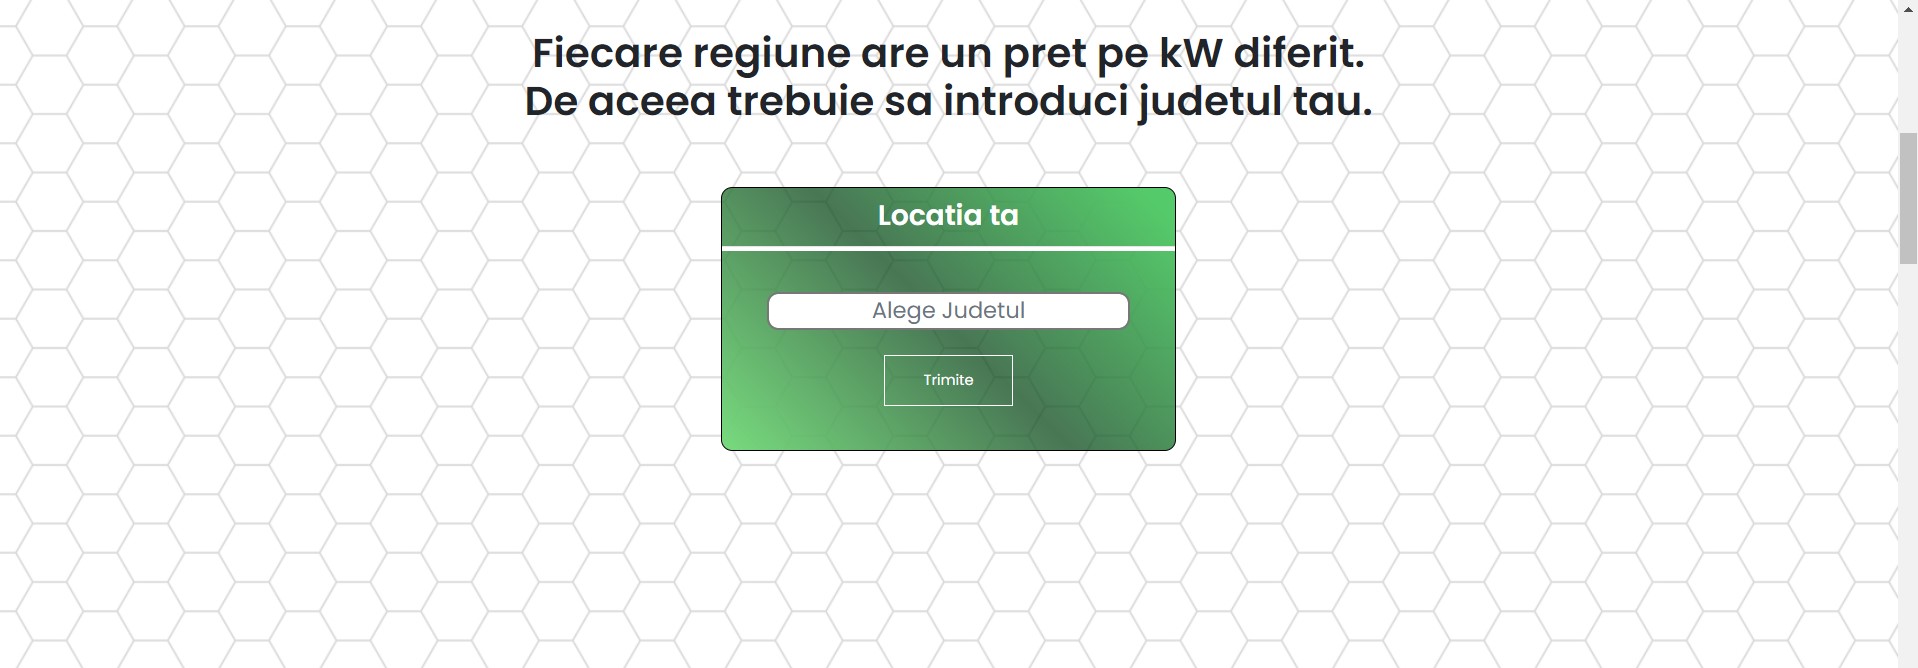 Fiecare regiune are un pret pe kW diferit.
De aceea trebuie sa introduci judetul tau.
Locatia ta
Alege Judetul
Trimite